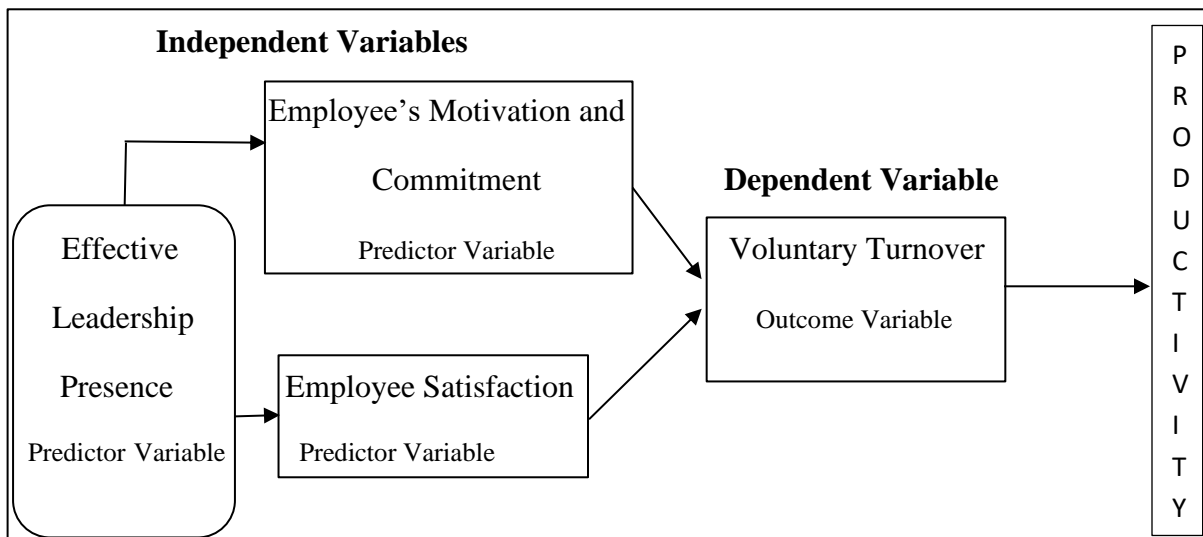 Independent Variables
Employee’s Motivation and
Commitment
Predictor Variable
Effective
Leadership
Presence
Predictor Variable
Employee Satisfaction
Predictor Variable
Dependent Variable
Voluntary Turnover
Outcome Variable
P
R
O
D
U
C
T
I
V
I
T
Y